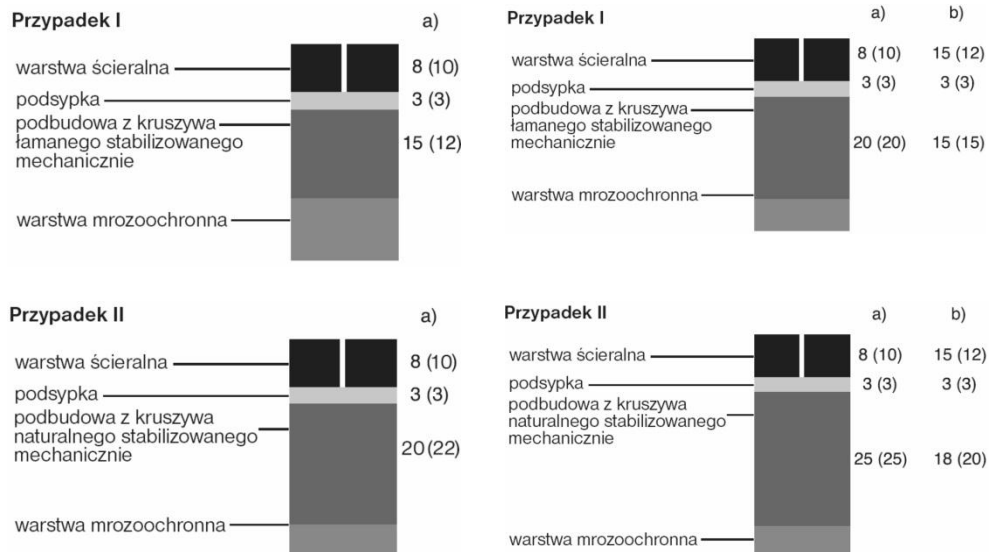 Przypadek I a)
warstwa ścieralna 8 (10)
podsypka 3 (3)
podbudowa z kruszywa
łamanego stabilizowanego 15 (12)
mechanicznie
warstwa mrozoochronna
Przypadek I a) b)
warstwa ścieralna 8 (10) 15 (12)
podsypka 3 (3) 3 (3)
podbudowa z kruszywa
łamanego stabilizowanego
mechanicznie 20 (20) 15 (15)
warstwa mrozoochronna
Przypadek II a)
warstwa ścieralna 8 (10)
podsypka 3 (3)
podbudowa z kruszywa
naturalnego stabilizowanego
mechanicznie 20 (22)
warstwa mrozoochronna
Przypadek II a) b)
warstwa ścieralna 8 (10) 15 (12)
podsypka 3 (3) 3 (3)
podbudowa z kruszywa
naturalnego stabilizowanego
mechanicznie
25 (25) 18 (20)
warstwa mrozoochronna